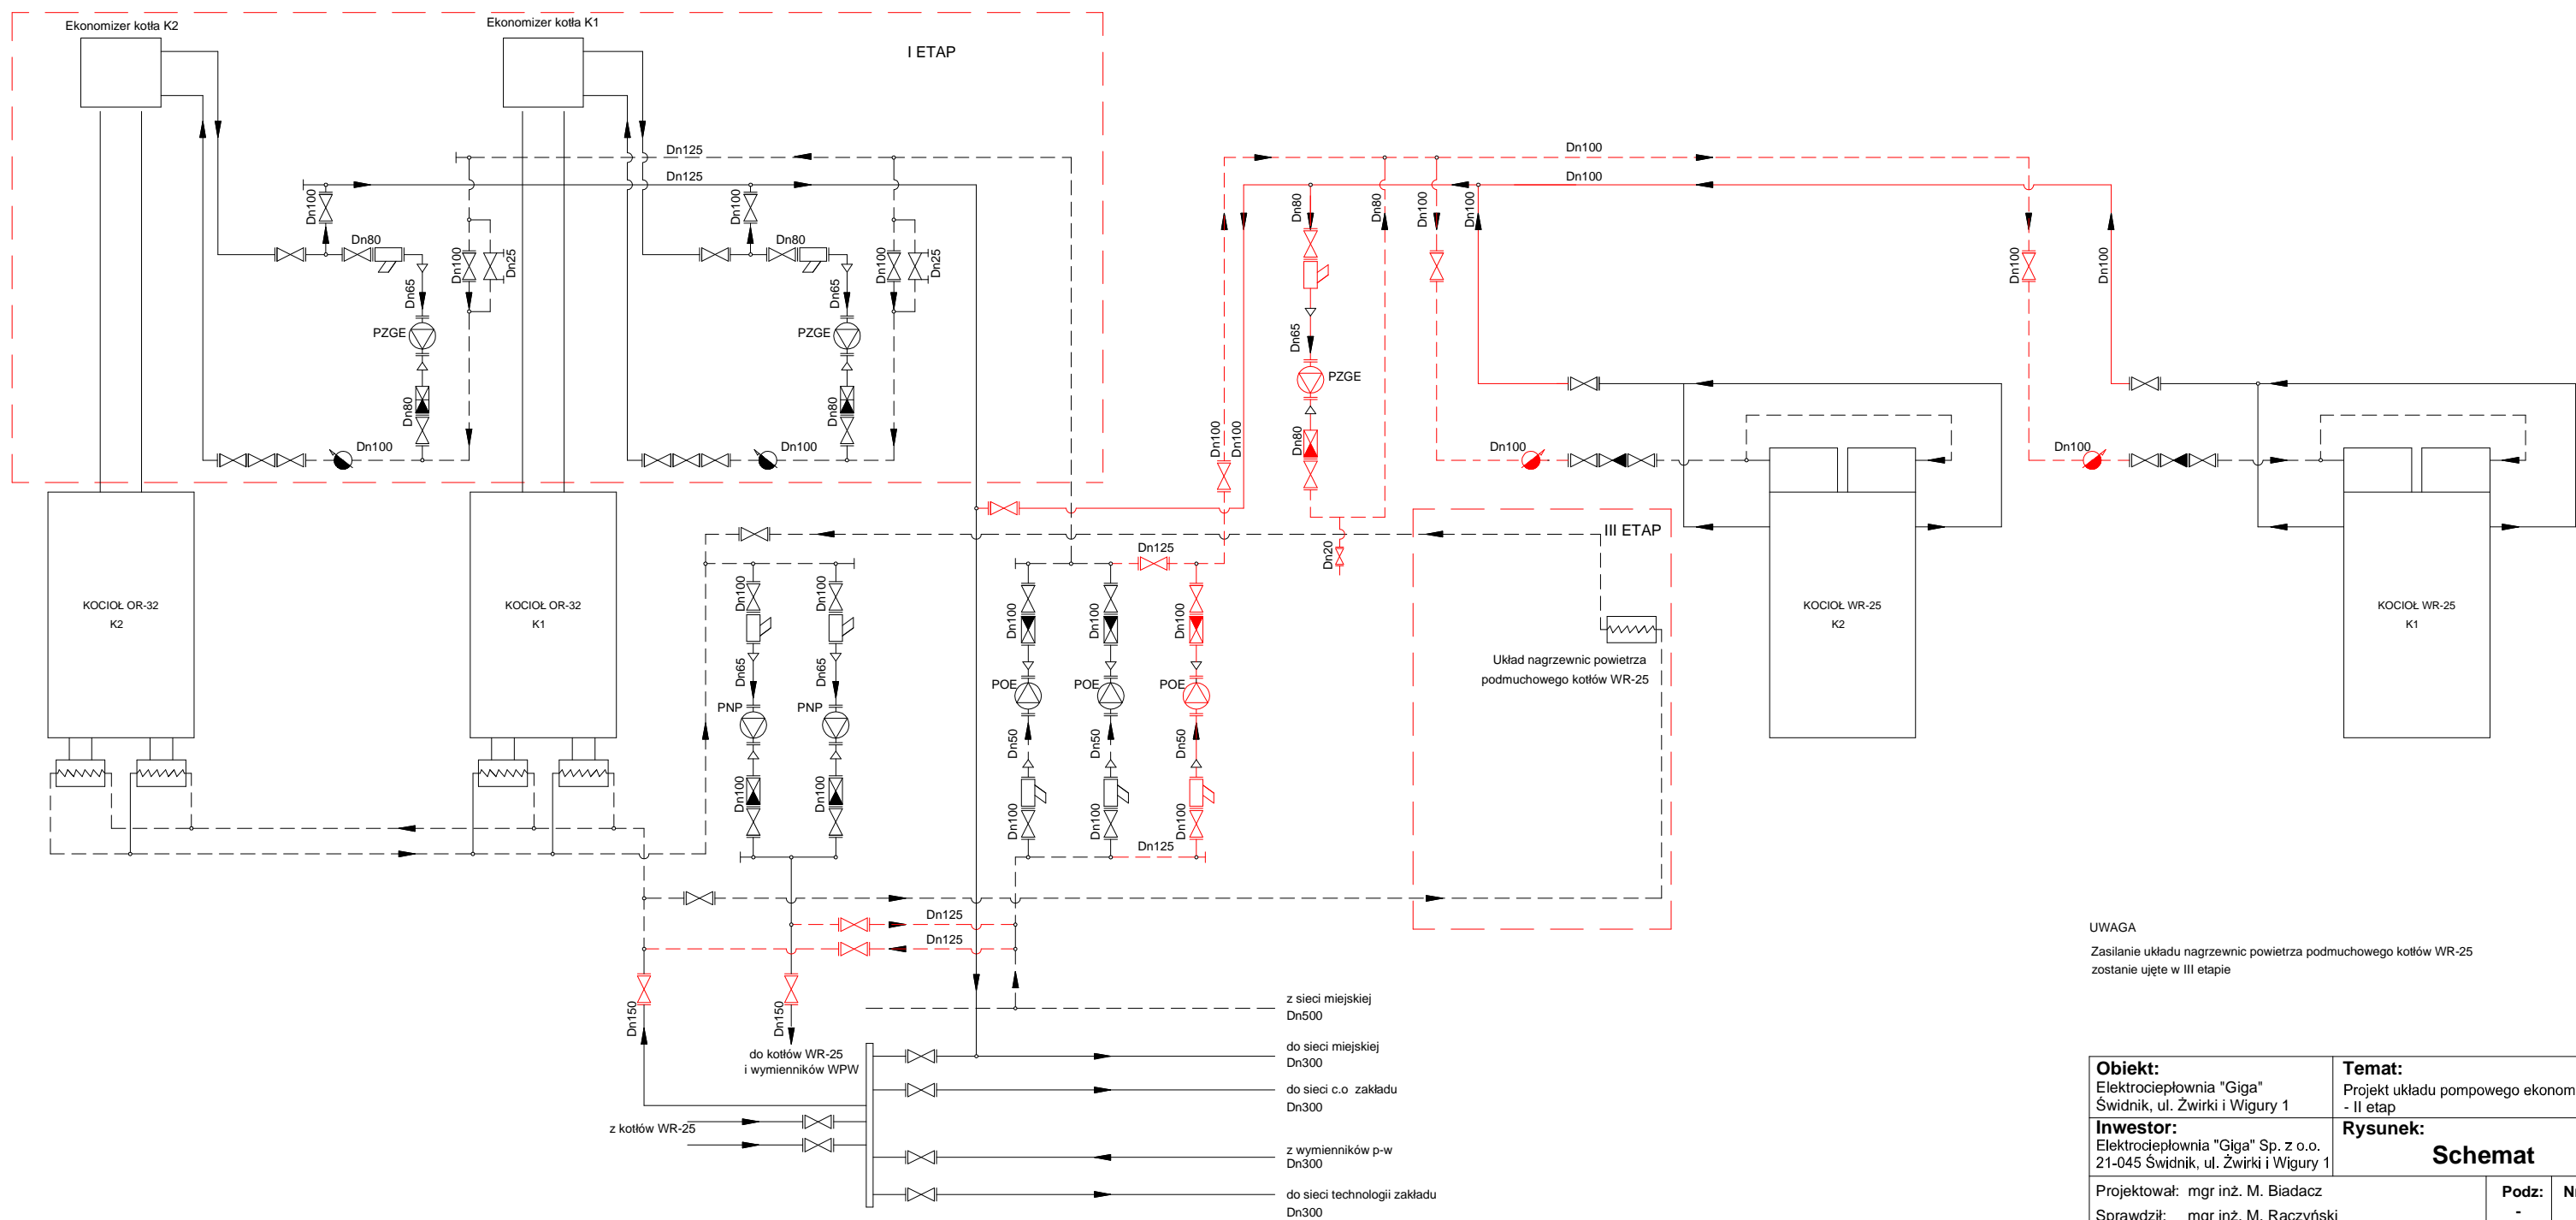 Ekonomizer kotła K2
Ekonomizer kotła K1
I ETAP
Dn125
Dn125
Dn100
Dn80
Dn100
Dn25
Dn65
PZGE
Dn80
Dn100
Dn100
Dn80
Dn100
Dn25
Dn65
PZGE
Dn80
Dn100
Dn100
Dn100
Dn80
Dn80
Dn100
Dn100
Dn100
Dn100
Dn65
PZGE
Dn80
Dn100
Dn100
Dn100
Dn100
Dn20
Dn125
III ETAP
KOCIOŁ OR-32
K2
KOCIOŁ OR-32
K1
KOCIOŁ WR-25
K2
KOCIOŁ WR-25
K1
Dn100
Dn100
Dn65
Dn65
PNP
PNP
Dn100
Dn100
Dn100
Dn100
Dn100
POE
POE
POE
Dn50
Dn50
Dn50
Dn100
Dn100
Dn100
Dn125
Układ nagrzewnic powietrza
podmuchowego kotłów WR-25
Dn125
Dn125
Dn150
Dn150
do kotłów WR-25
i wymienników WPW
z kotłów WR-25
z sieci miejskiej
Dn500
do sieci miejskiej
Dn300
do sieci c.o zakładu
Dn300
z wymienników p-w
Dn300
do sieci technologii zakładu
Dn300
UWAGA
Zasilanie układu nagrzewnic powietrza podmuchowego kotłów WR-25
zostanie ujęte w III etapie
Obiekt:
Elektrociepłownia "Giga"
Świdnik, ul. Żwirki i Wigury 1
Temat:
Projekt układu pompowego ekonom
- II etap
Inwestor:
Elektrociepłownia "Giga" Sp. z o.o.
21-045 Świdnik, ul. Żwirki i Wigury 1
Rysunek:
Schemat
Projektował: mgr inż. M. Biadacz
Sprawdził: mgr inż. M. Raczyński
Podz:
-